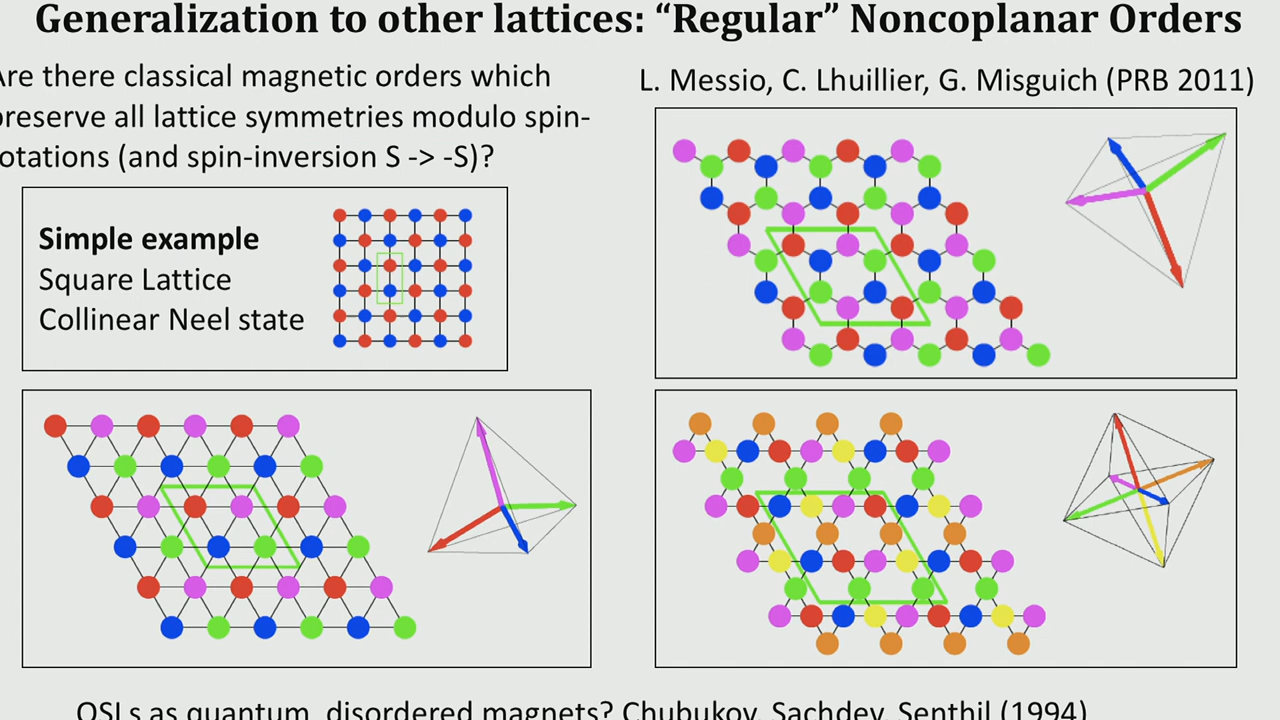 Generalization to other lattices: “Regular” Noncoplanar Orders
Are there classical magnetic orders which
preserve all lattice symmetries modulo spin-
rotations (and spin-inversion S -> -S)?
L. Messio, C. Lhuillier, G. Misguich (PRB 2011)
Simple example
Square Lattice
Collinear Neel state
QSLs as quantum disordered magnets? Chubukov, Sachdev, Senthil (1994)